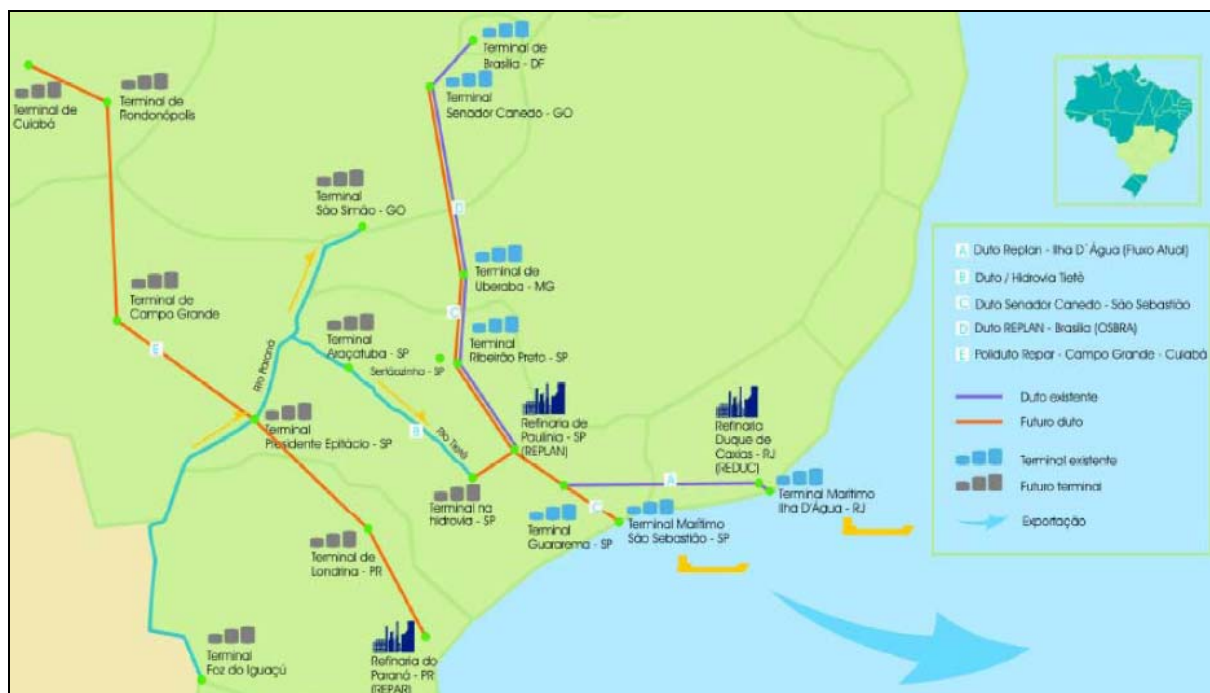 Terminal de
Brasília - DF
Terminal
Senador Canedo - GO
Terminal de
Cuiabá
Terminal de
Rondonópolis
Terminal
São Simão - GO
D
Terminal de
Uberaba - MG
Terminal de
Campo Grande
C
Terminal
Araçatuba - SP
Terminal
Ribeirão Preto - SP
Sertãozinho - SP
E
Rio Paraná
Terminal
Presidente Epitácio - SP
B
Rio Tietê
Refinaria de
Paulínia - SP
(REPLAN)
Refinaria
Duque de
Caxias - RJ
(REDUC)
A
Terminal na
hidrovia - SP
C
Terminal
Guararema - SP
Terminal Marítimo
São Sebastião - SP
Terminal Marítimo
Ilha D'Água - RJ
Terminal de
Londrina - PR
Terminal
Foz do Iguaçú
Refinaria do
Paraná - PR
(REPAR)
A Duto Replan - Ilha D`Água (Fluxo Atual)
B Duto / Hidrovia Tietê
C Duto Senador Canedo - São Sebastião
D Duto REPLAN - Brasília (OSBRA)
E Poliduto Repar - Campo Grande - Cuiabá
Duto existente
Futuro duto
Terminal existente
Futuro terminal
Exportação